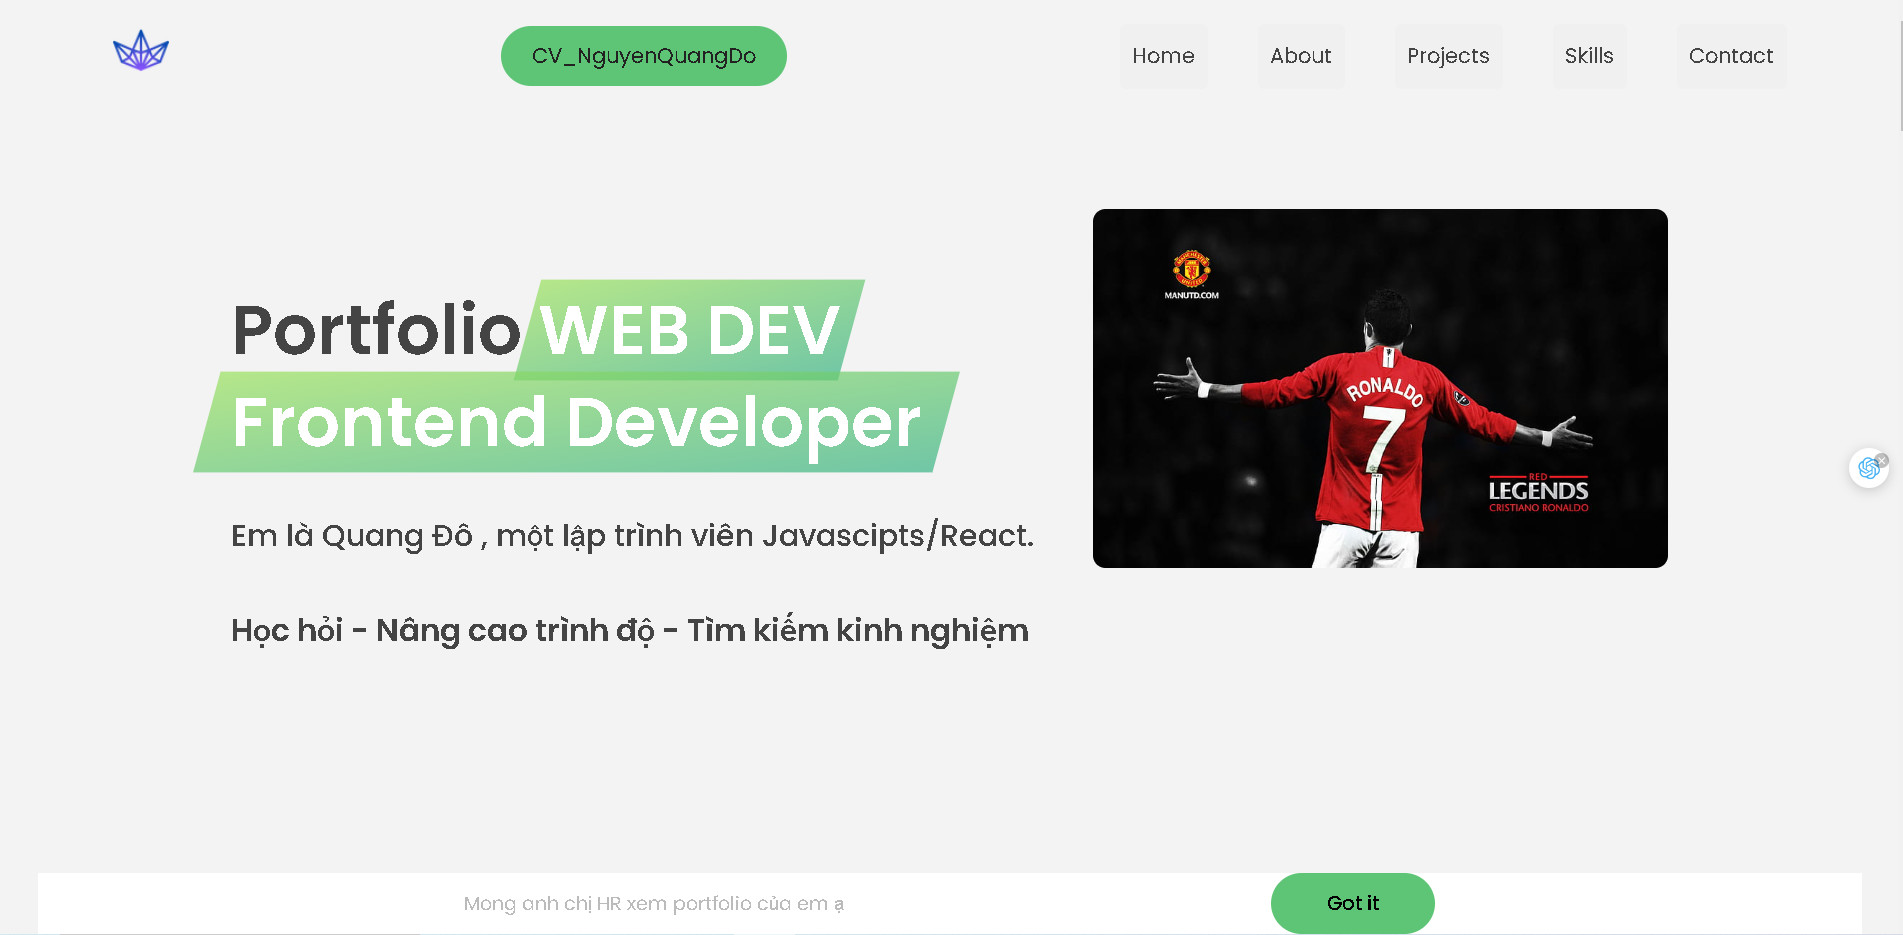 CV_NguyenQuangDo
Home
About
Projects
Skills
Contact
Portfolio WEB DEV
Frontend Developer
Em là Quang Đô , một lập trình viên Javascipts/React.
Học hỏi - Nâng cao trình độ - Tìm kiếm kinh nghiệm
MANCHESTER
UNITED
MANUTD.COM
RONALDO
7
RED
LEGENDS
CRISTIANO RONALDO
Mong anh chị HR xem portfolio của em ạ
Got it